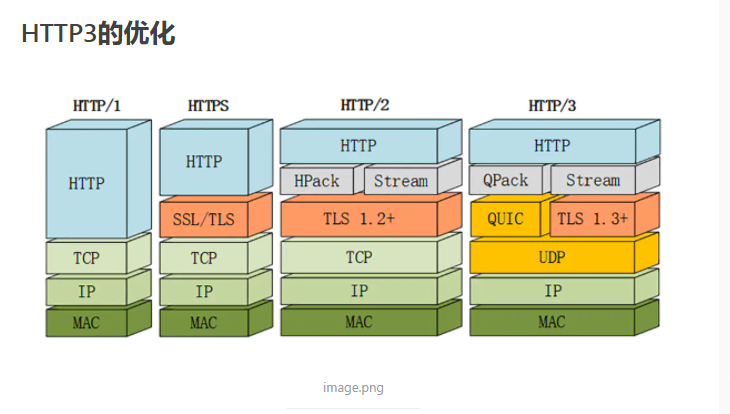 HTTP3的优化
HTTP/1 HTTPS HTTP/2 HTTP/3
HTTP HTTP HTTP HTTP
HPack Stream QPack Stream
SSL/TLS TLS 1.2+ QUIC TLS 1.3+
TCP TCP TCP UDP
IP IP IP IP
MAC MAC MAC MAC
image.png